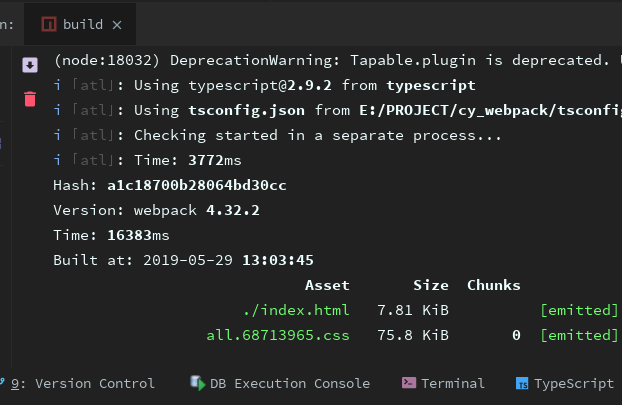 n: build ×
(node:18032) DeprecationWarning: Tapable.plugin is deprecated.
i ⌈atl⌋: Using typescript@2.9.2 from typescript
i ⌈atl⌋: Using tsconfig.json from E:/PROJECT/cy_webpack/tsconfig
i ⌈atl⌋: Checking started in a separate process...
i ⌈atl⌋: Time: 3772ms
Hash: a1c18700b28064bd30cc
Version: webpack 4.32.2
Time: 16383ms
Built at: 2019-05-29 13:03:45
Asset Size Chunks
./index.html 7.81 KiB [emitted]
all.68713965.css 75.8 KiB 0 [emitted]
9: Version Control DB Execution Console Terminal TS TypeScript